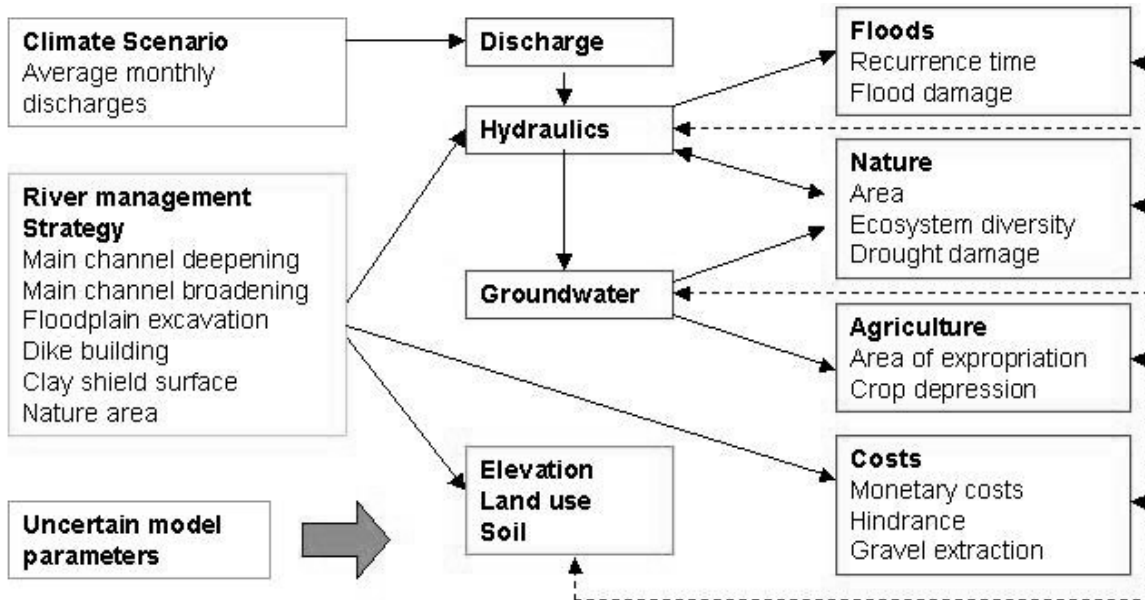 Climate Scenario
Average monthly
discharges
River management
Strategy
Main channel deepening
Main channel broadening
Floodplain excavation
Dike building
Clay shield surface
Nature area
Uncertain model
parameters
Discharge
Hydraulics
Groundwater
Elevation
Land use
Soil
Floods
Recurrence time
Flood damage
Nature
Area
Ecosystem diversity
Drought damage
Agriculture
Area of expropriation
Crop depression
Costs
Monetary costs
Hindrance
Gravel extraction